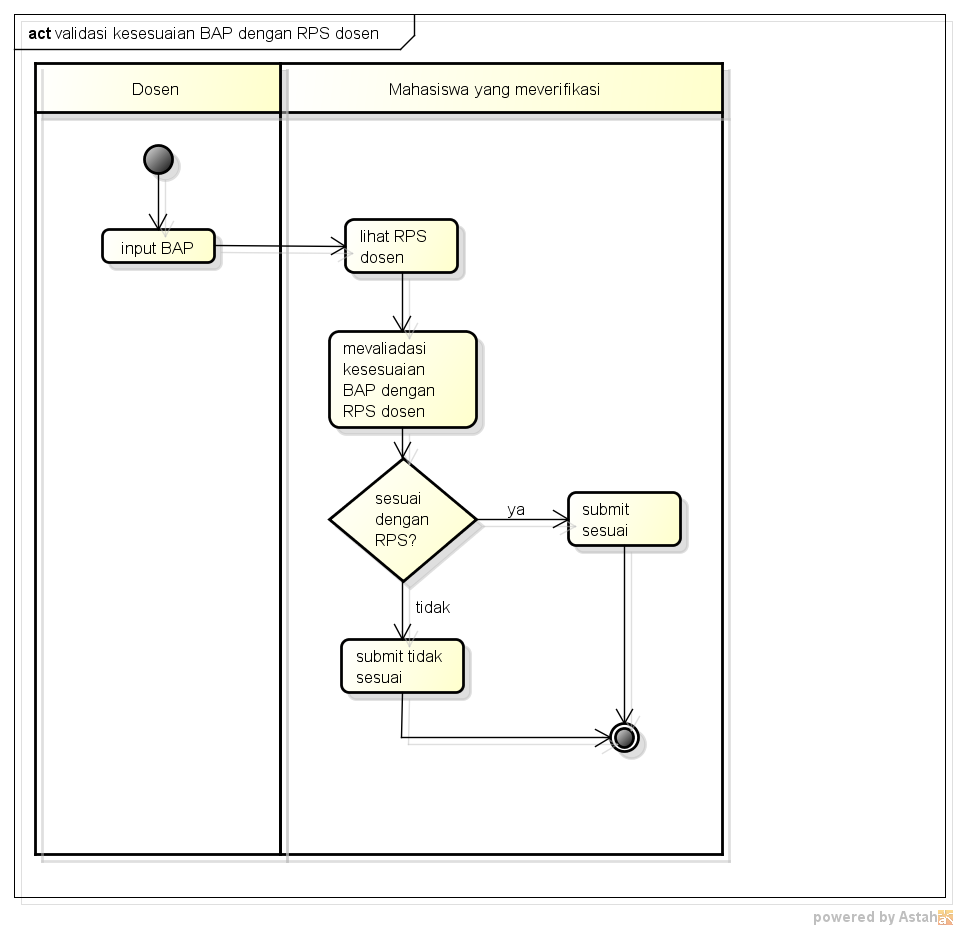 act validasi kesesuaian BAP dengan RPS dosen
Dosen
Mahasiswa yang meverifikasi
input BAP
lihat RPS
dosen
mevaliadasi
kesesuaian
BAP dengan
RPS dosen
sesuai
dengan
RPS?
ya
submit
sesuai
tidak
submit tidak
sesuai
powered by Astah